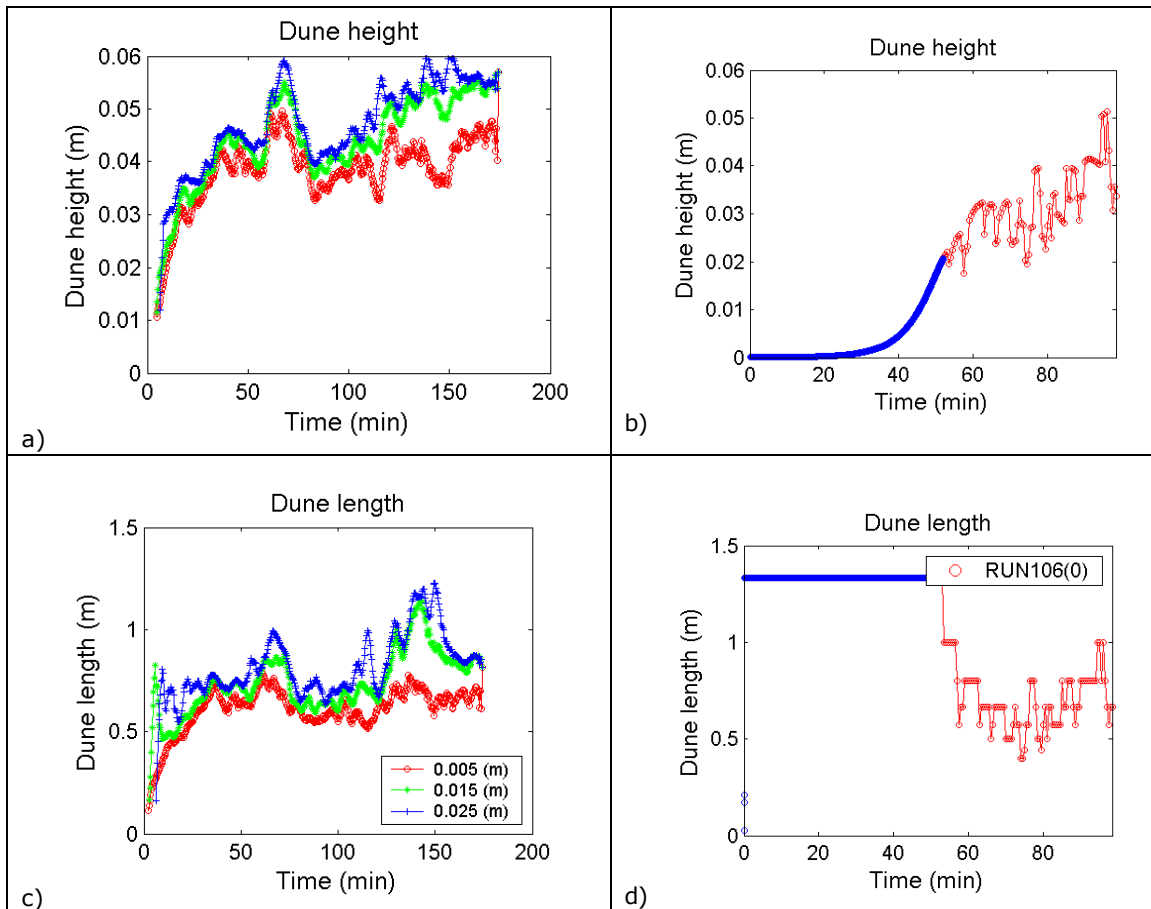 Dune height
Dune height (m)
0.06
0.05
0.04
0.03
0.02
0.01
0
0
50
100
150
200
Time (min)
a)
Dune height
Dune height (m)
0.06
0.05
0.04
0.03
0.02
0.01
0
0
20
40
60
80
Time (min)
b)
Dune length
Dune length (m)
1.5
1
0.5
0
0.005 (m)
0.015 (m)
0.025 (m)
0
50
100
150
200
Time (min)
c)
Dune length
Dune length (m)
1.5
1
0.5
0
RUN106(0)
0
20
40
60
80
Time (min)
d)